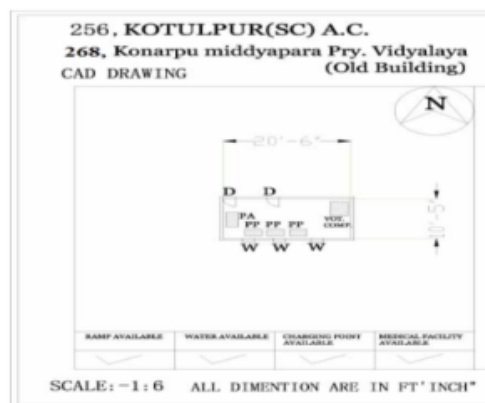 256, KOTULPUR(SC) A.C.
268, Konarpu middyapara Pry. Vidyalaya
(Old Building)
CAD DRAWING
N
20'-6"
D D
PA
PP PP PP
VOT.
COMP.
10'-5"
W W W
RAMP AVAILABLE WATER AVAILABLE CHARGING POINT AVAILABLE MEDICAL FACILITY AVAILABLE
SCALE:-1:6 ALL DIMENTION ARE IN FT'INCH"